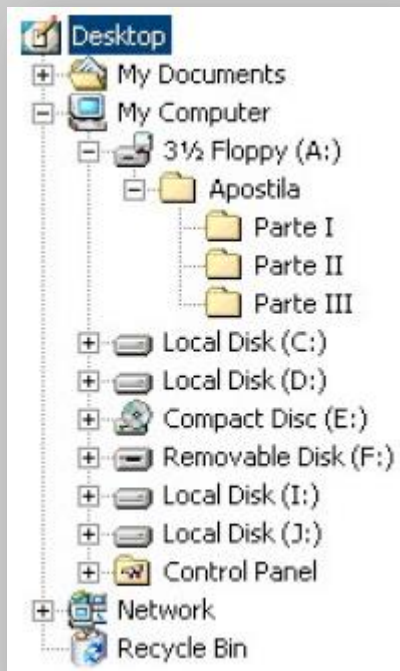 Desktop
My Documents
My Computer
3½ Floppy (A:)
Apostila
Parte I
Parte II
Parte III
Local Disk (C:)
Local Disk (D:)
Compact Disc (E:)
Removable Disk (F:)
Local Disk (I:)
Local Disk (J:)
Control Panel
Network
Recycle Bin